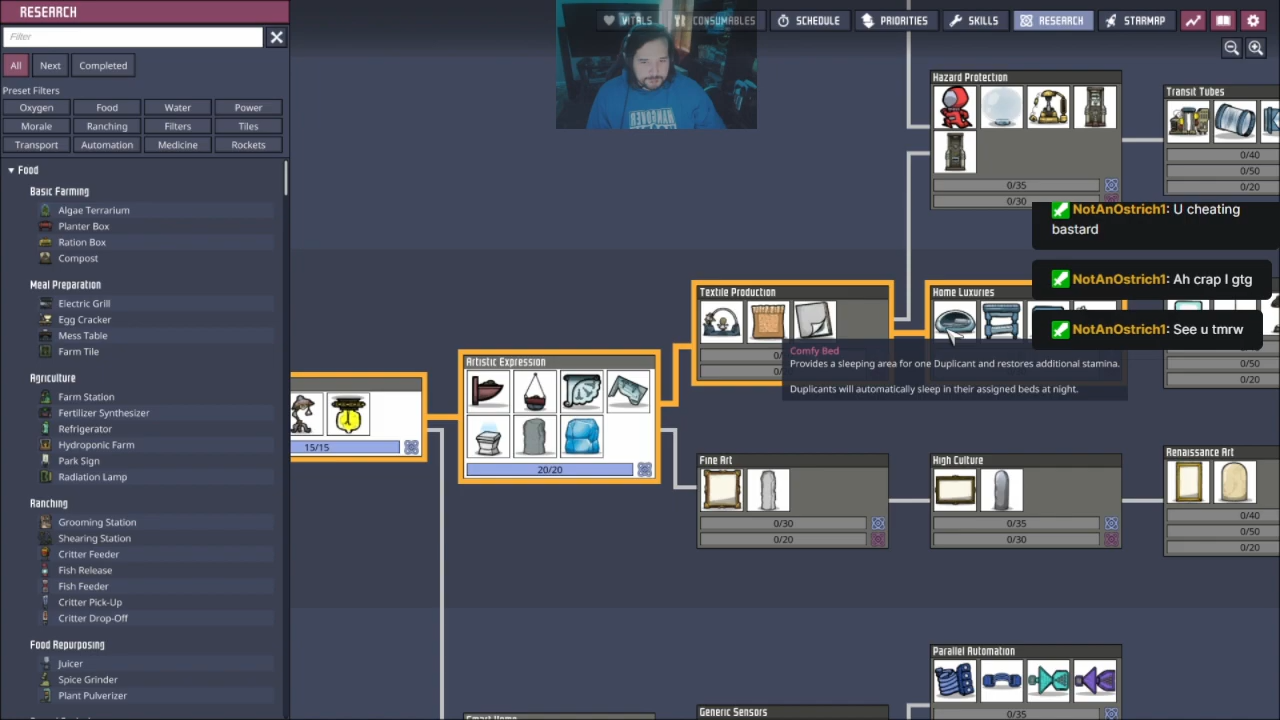 RESEARCH
VITALS
CONSUMABLES
SCHEDULE
PRIORITIES
SKILLS
RESEARCH
STARMAP
Filter
All
Next
Completed
Preset Filters
Oxygen
Food
Water
Power
Morale
Ranching
Filters
Tiles
Transport
Automation
Medicine
Rockets
Food
Basic Farming
Algae Terrarium
Planter Box
Ration Box
Compost
Meal Preparation
Electric Grill
Egg Cracker
Mess Table
Farm Tile
Agriculture
Farm Station
Fertilizer Synthesizer
Refrigerator
Hydroponic Farm
Park Sign
Radiation Lamp
Ranching
Grooming Station
Shearing Station
Critter Feeder
Fish Release
Fish Feeder
Critter Pick-Up
Critter Drop-Off
Food Repurposing
Juicer
Spice Grinder
Plant Pulverizer
15/15
Artistic Expression
20/20
Textile Production
Comfy Bed
Provides a sleeping area for one Duplicant and restores additional stamina.
Duplicants will automatically sleep in their assigned beds at night.
Fine Art
0/30
0/20
Hazard Protection
0/35
0/30
Transit Tubes
0/40
0/50
0/20
NotAnOstrich1: U cheating
bastard
NotAnOstrich1: Ah crap I gtg
NotAnOstrich1: See u tmrw
Home Luxuries
0/50
0/20
High Culture
0/35
0/30
Renaissance Art
0/40
0/50
0/20
Parallel Automation
0/35
Generic Sensors
Smart Home